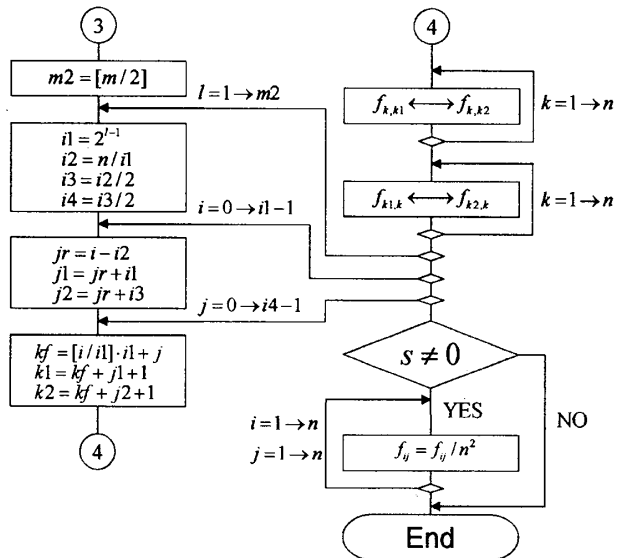 3
m2 = [m/2]
l = 1 → m2
i1 = 2^{l-1}
i2 = n/i1
i3 = i2/2
i4 = i3/2
i = 0 → i1-1
jr = i-i2
j1 = jr+i1
j2 = jr+i3
j = 0 → i4-1
kf = [i/i1]·i1+j
k1 = kf+j1+1
k2 = kf+j2+1
4
4
f_{k,k1} ⟷ f_{k,k2}
k = 1 → n
f_{k1,k} ⟷ f_{k2,k}
k = 1 → n
s ≠ 0
YES
NO
i = 1 → n
j = 1 → n
f_{ij} = f_{ij}/n^2
End